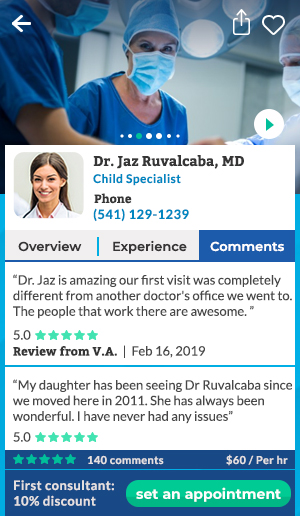 Dr. Jaz Ruvalcaba, MD
Child Specialist
Phone
(541) 129-1239
Overview
Experience
Comments
“Dr. Jaz is amazing our first visit was completely
different from another doctor's office we went to.
The people that work there are awesome. ”
5.0
Review from V.A. | Feb 16, 2019
“My daughter has been seeing Dr Ruvalcaba since
we moved here in 2011. She has always been
wonderful. I have never had any issues”
5.0
140 comments
$60 / Per hr
First consultant:
10% discount
set an appointment